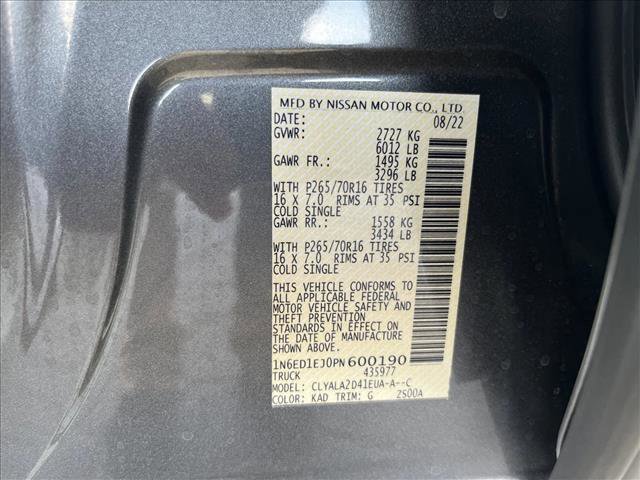 MFD BY NISSAN MOTOR CO., LTD.
DATE: 08/22
GVWR: 2727 KG
6012 LB
GAWR FR.: 1495 KG
3296 LB
WITH P265/70R16 TIRES
16 X 7.0 RIMS AT 35 PSI
COLD SINGLE
GAWR RR.: 1558 KG
3434 LB
WITH P265/70R16 TIRES
16 X 7.0 RIMS AT 35 PSI
COLD SINGLE
THIS VEHICLE CONFORMS TO
ALL APPLICABLE FEDERAL
MOTOR VEHICLE SAFETY AND
THEFT PREVENTION
STANDARDS IN EFFECT ON
THE DATE OF MANUFACTURE
SHOWN ABOVE.
1N6ED1EJ0PN600190
TRUCK 435977
MODEL: CLYALA2D41EUA-A--C
COLOR: KAD TRIM: G 2S00A